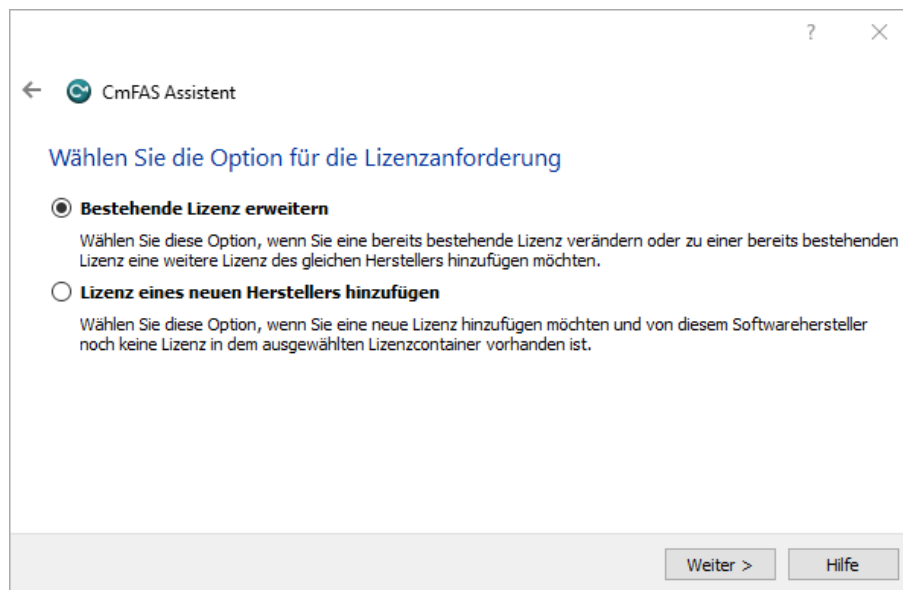 ?
CmFAS Assistent
Wählen Sie die Option für die Lizenzanforderung
Bestehende Lizenz erweitern
Wählen Sie diese Option, wenn Sie eine bereits bestehende Lizenz verändern oder zu einer bereits bestehenden
Lizenz eine weitere Lizenz des gleichen Herstellers hinzufügen möchten.
Lizenz eines neuen Herstellers hinzufügen
Wählen Sie diese Option, wenn Sie eine neue Lizenz hinzufügen möchten und von diesem Softwarehersteller
noch keine Lizenz in dem ausgewählten Lizenzcontainer vorhanden ist.
Weiter > Hilfe